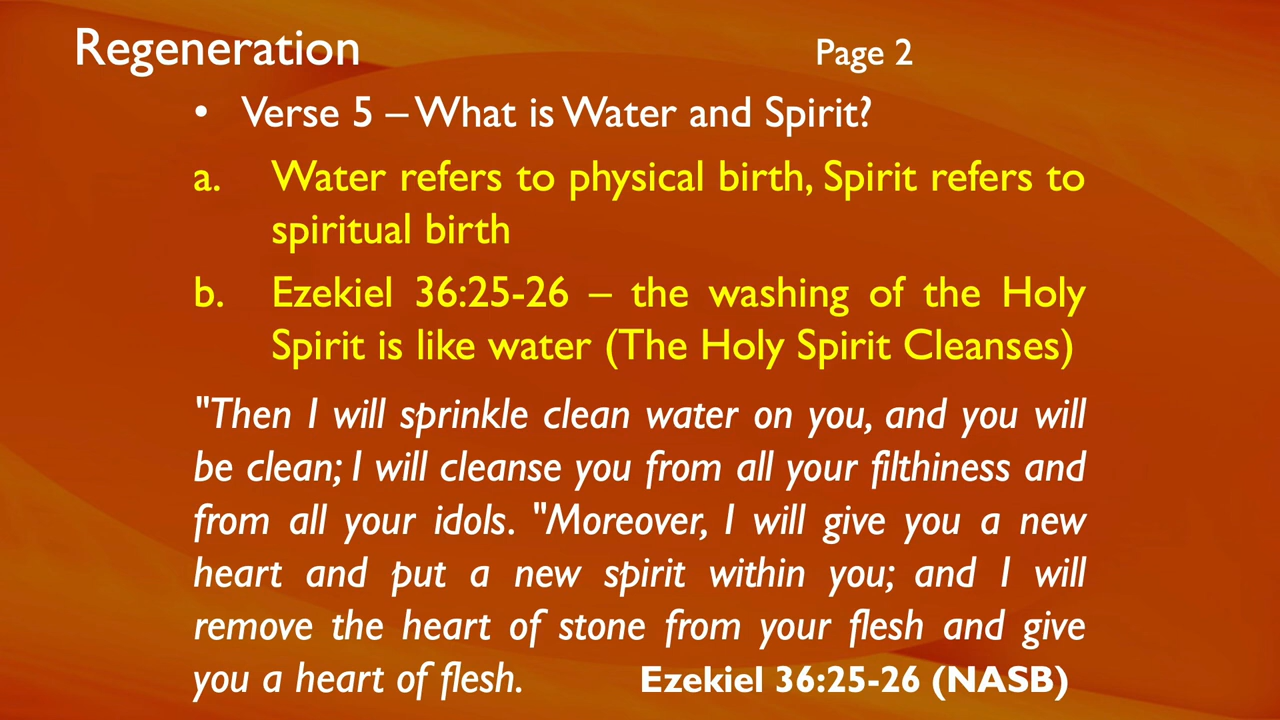 Regeneration Page 2
• Verse 5 – What is Water and Spirit?
a. Water refers to physical birth, Spirit refers to
spiritual birth
b. Ezekiel 36:25-26 – the washing of the Holy
Spirit is like water (The Holy Spirit Cleanses)
"Then I will sprinkle clean water on you, and you will
be clean; I will cleanse you from all your filthiness and
from all your idols. "Moreover, I will give you a new
heart and put a new spirit within you; and I will
remove the heart of stone from your flesh and give
you a heart of flesh. Ezekiel 36:25-26 (NASB)